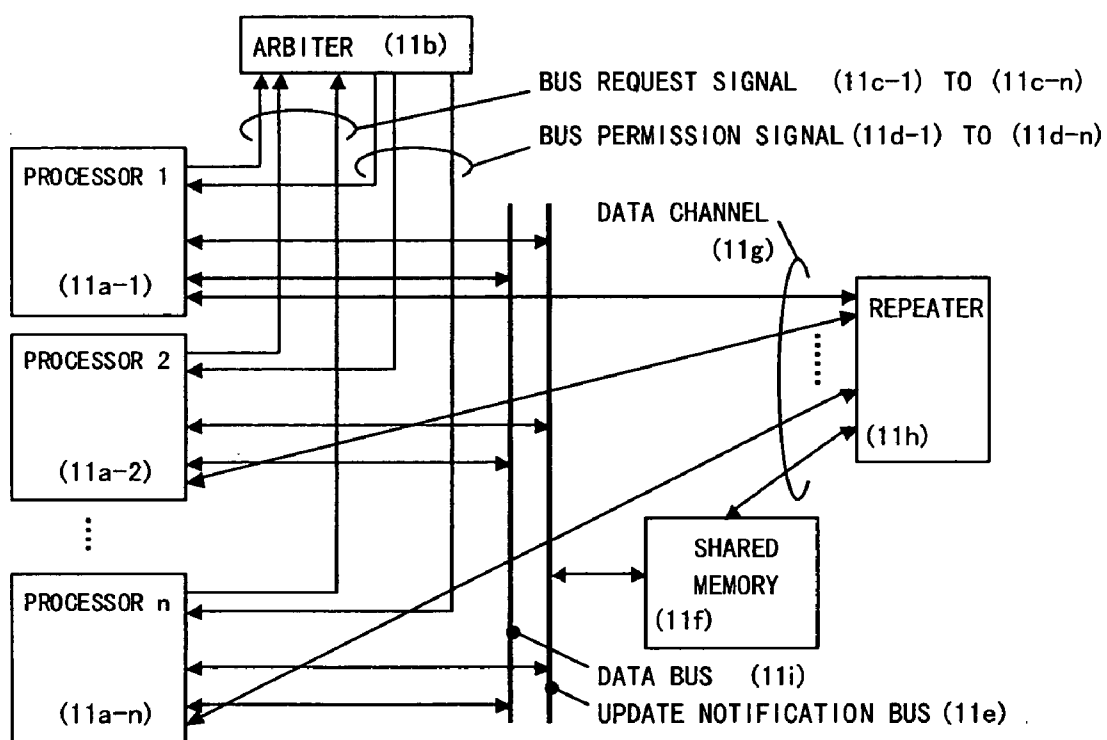 ARBITER (11b)
BUS REQUEST SIGNAL (11c-1) TO (11c-n)
BUS PERMISSION SIGNAL (11d-1) TO (11d-n)
PROCESSOR 1
(11a-1)
DATA CHANNEL
(11g)
REPEATER
(11h)
PROCESSOR 2
(11a-2)
SHARED
MEMORY
(11f)
PROCESSOR n
(11a-n)
DATA BUS (11i)
UPDATE NOTIFICATION BUS (11e)